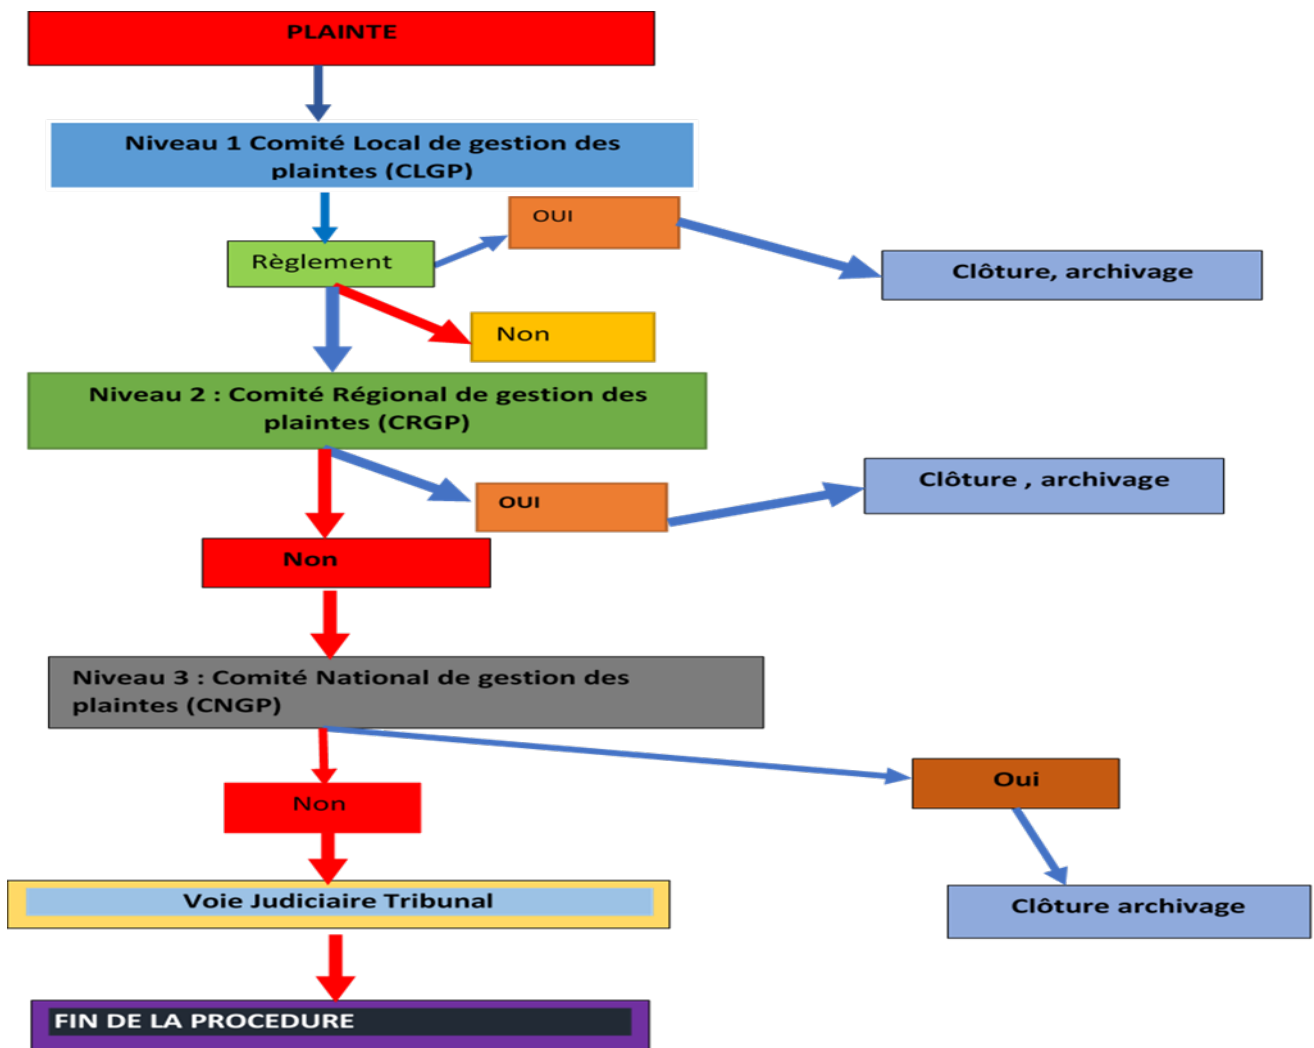 PLAINTE
Niveau 1 Comité Local de gestion des
plaintes (CLGP)
OUI
Règlement
Clôture, archivage
Non
Niveau 2 : Comité Régional de gestion des
plaintes (CRGP)
Clôture , archivage
OUI
Non
Niveau 3 : Comité National de gestion des
plaintes (CNGP)
Oui
Non
Voie Judiciaire Tribunal
Clôture archivage
FIN DE LA PROCEDURE